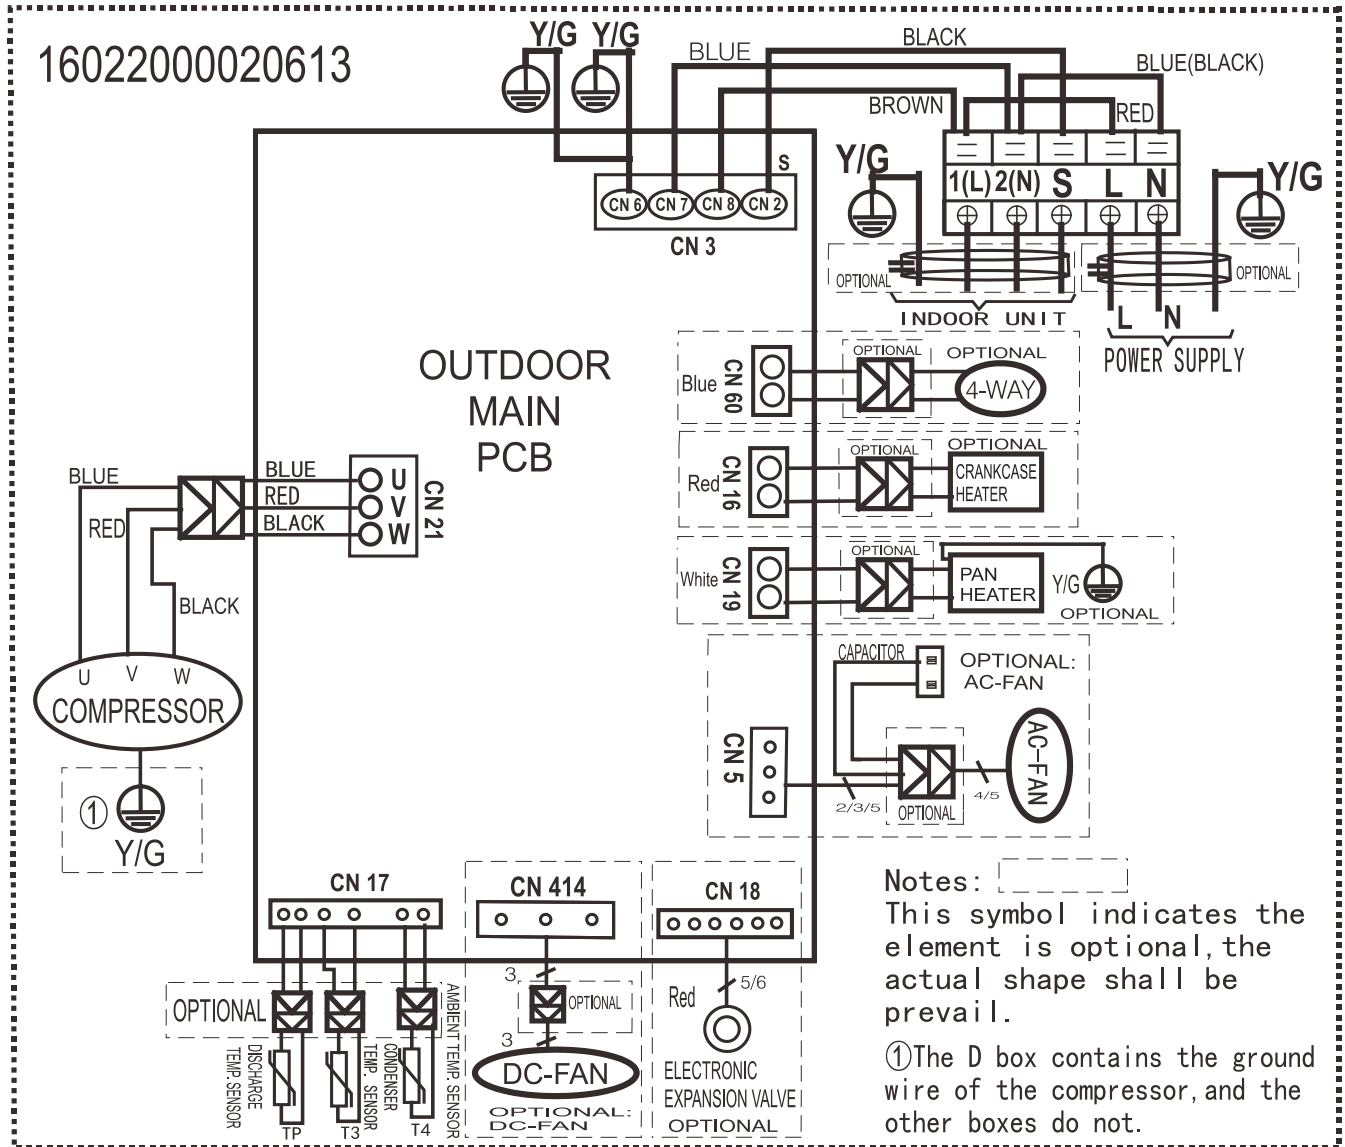 16022000020613
Y/G Y/G
BLUE
BLACK
BLUE(BLACK)
BROWN
RED
S
CN 6 CN 7 CN 8 CN 2
CN 3
Y/G
1(L) 2(N) S L N
Y/G
OPTIONAL
OPTIONAL
INDOOR UNIT
L N
POWER SUPPLY
OUTDOOR
MAIN
PCB
Blue
CN 60
OPTIONAL
OPTIONAL
4-WAY
Red
CN 16
OPTIONAL
OPTIONAL
CRANKCASE
HEATER
White
CN 19
OPTIONAL
PAN
HEATER
Y/G
OPTIONAL
BLUE
RED
BLACK
BLUE
RED
BLACK
U
V
W
CN 21
U V W
COMPRESSOR
①
Y/G
CAPACITOR
OPTIONAL:
AC-FAN
CN 5
2/3/5
OPTIONAL
4/5
AC-FAN
CN 17
OPTIONAL
DISCHARGE
TEMP.SENSOR
TP
TEMP. SENSOR
CONDENSER
T3
T4
AMBIENT TEMP. SENSOR
CN 414
3
OPTIONAL
3
DC-FAN
OPTIONAL:
DC-FAN
CN 18
5/6
Red
ELECTRONIC
EXPANSION VALVE
OPTIONAL
Notes:
This symbol indicates the
element is optional,the
actual shape shall be
prevail.
①The D box contains the ground
wire of the compressor,and the
other boxes do not.